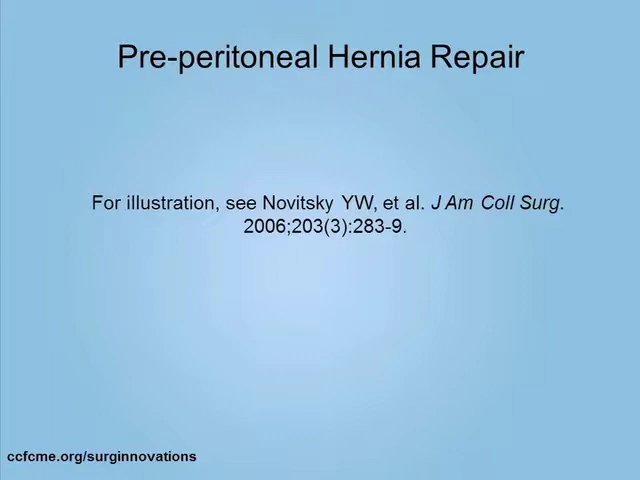 Pre-peritoneal Hernia Repair
For illustration, see Novitsky YW, et al. J Am Coll Surg.
2006;203(3):283-9.
ccfcme.org/surginnovations